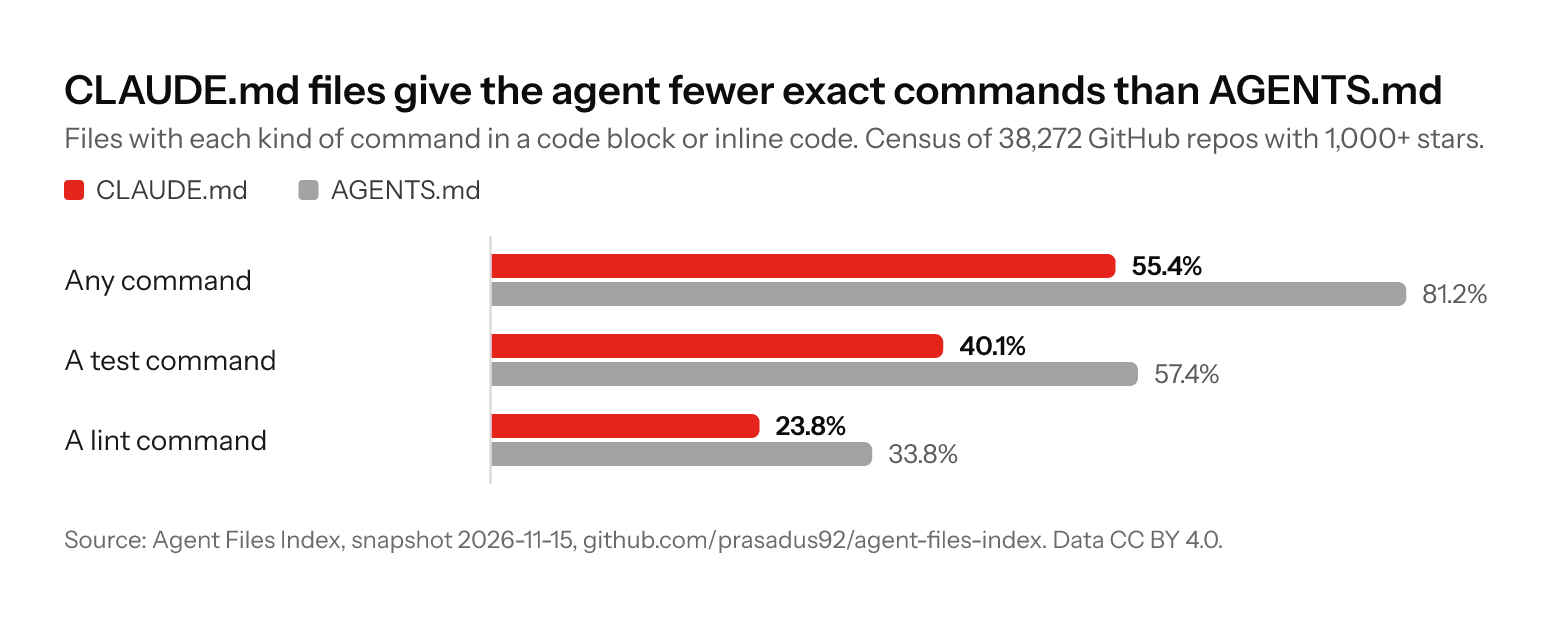 CLAUDE.md files give the agent fewer exact commands than AGENTS.md
Files with each kind of command in a code block or inline code. Census of 38,272 GitHub repos with 1,000+ stars.
CLAUDE.md AGENTS.md
Any command
55.4%
81.2%
A test command
40.1%
57.4%
A lint command
23.8%
33.8%
Source: Agent Files Index, snapshot 2026-11-15, github.com/prasadus92/agent-files-index. Data CC BY 4.0.